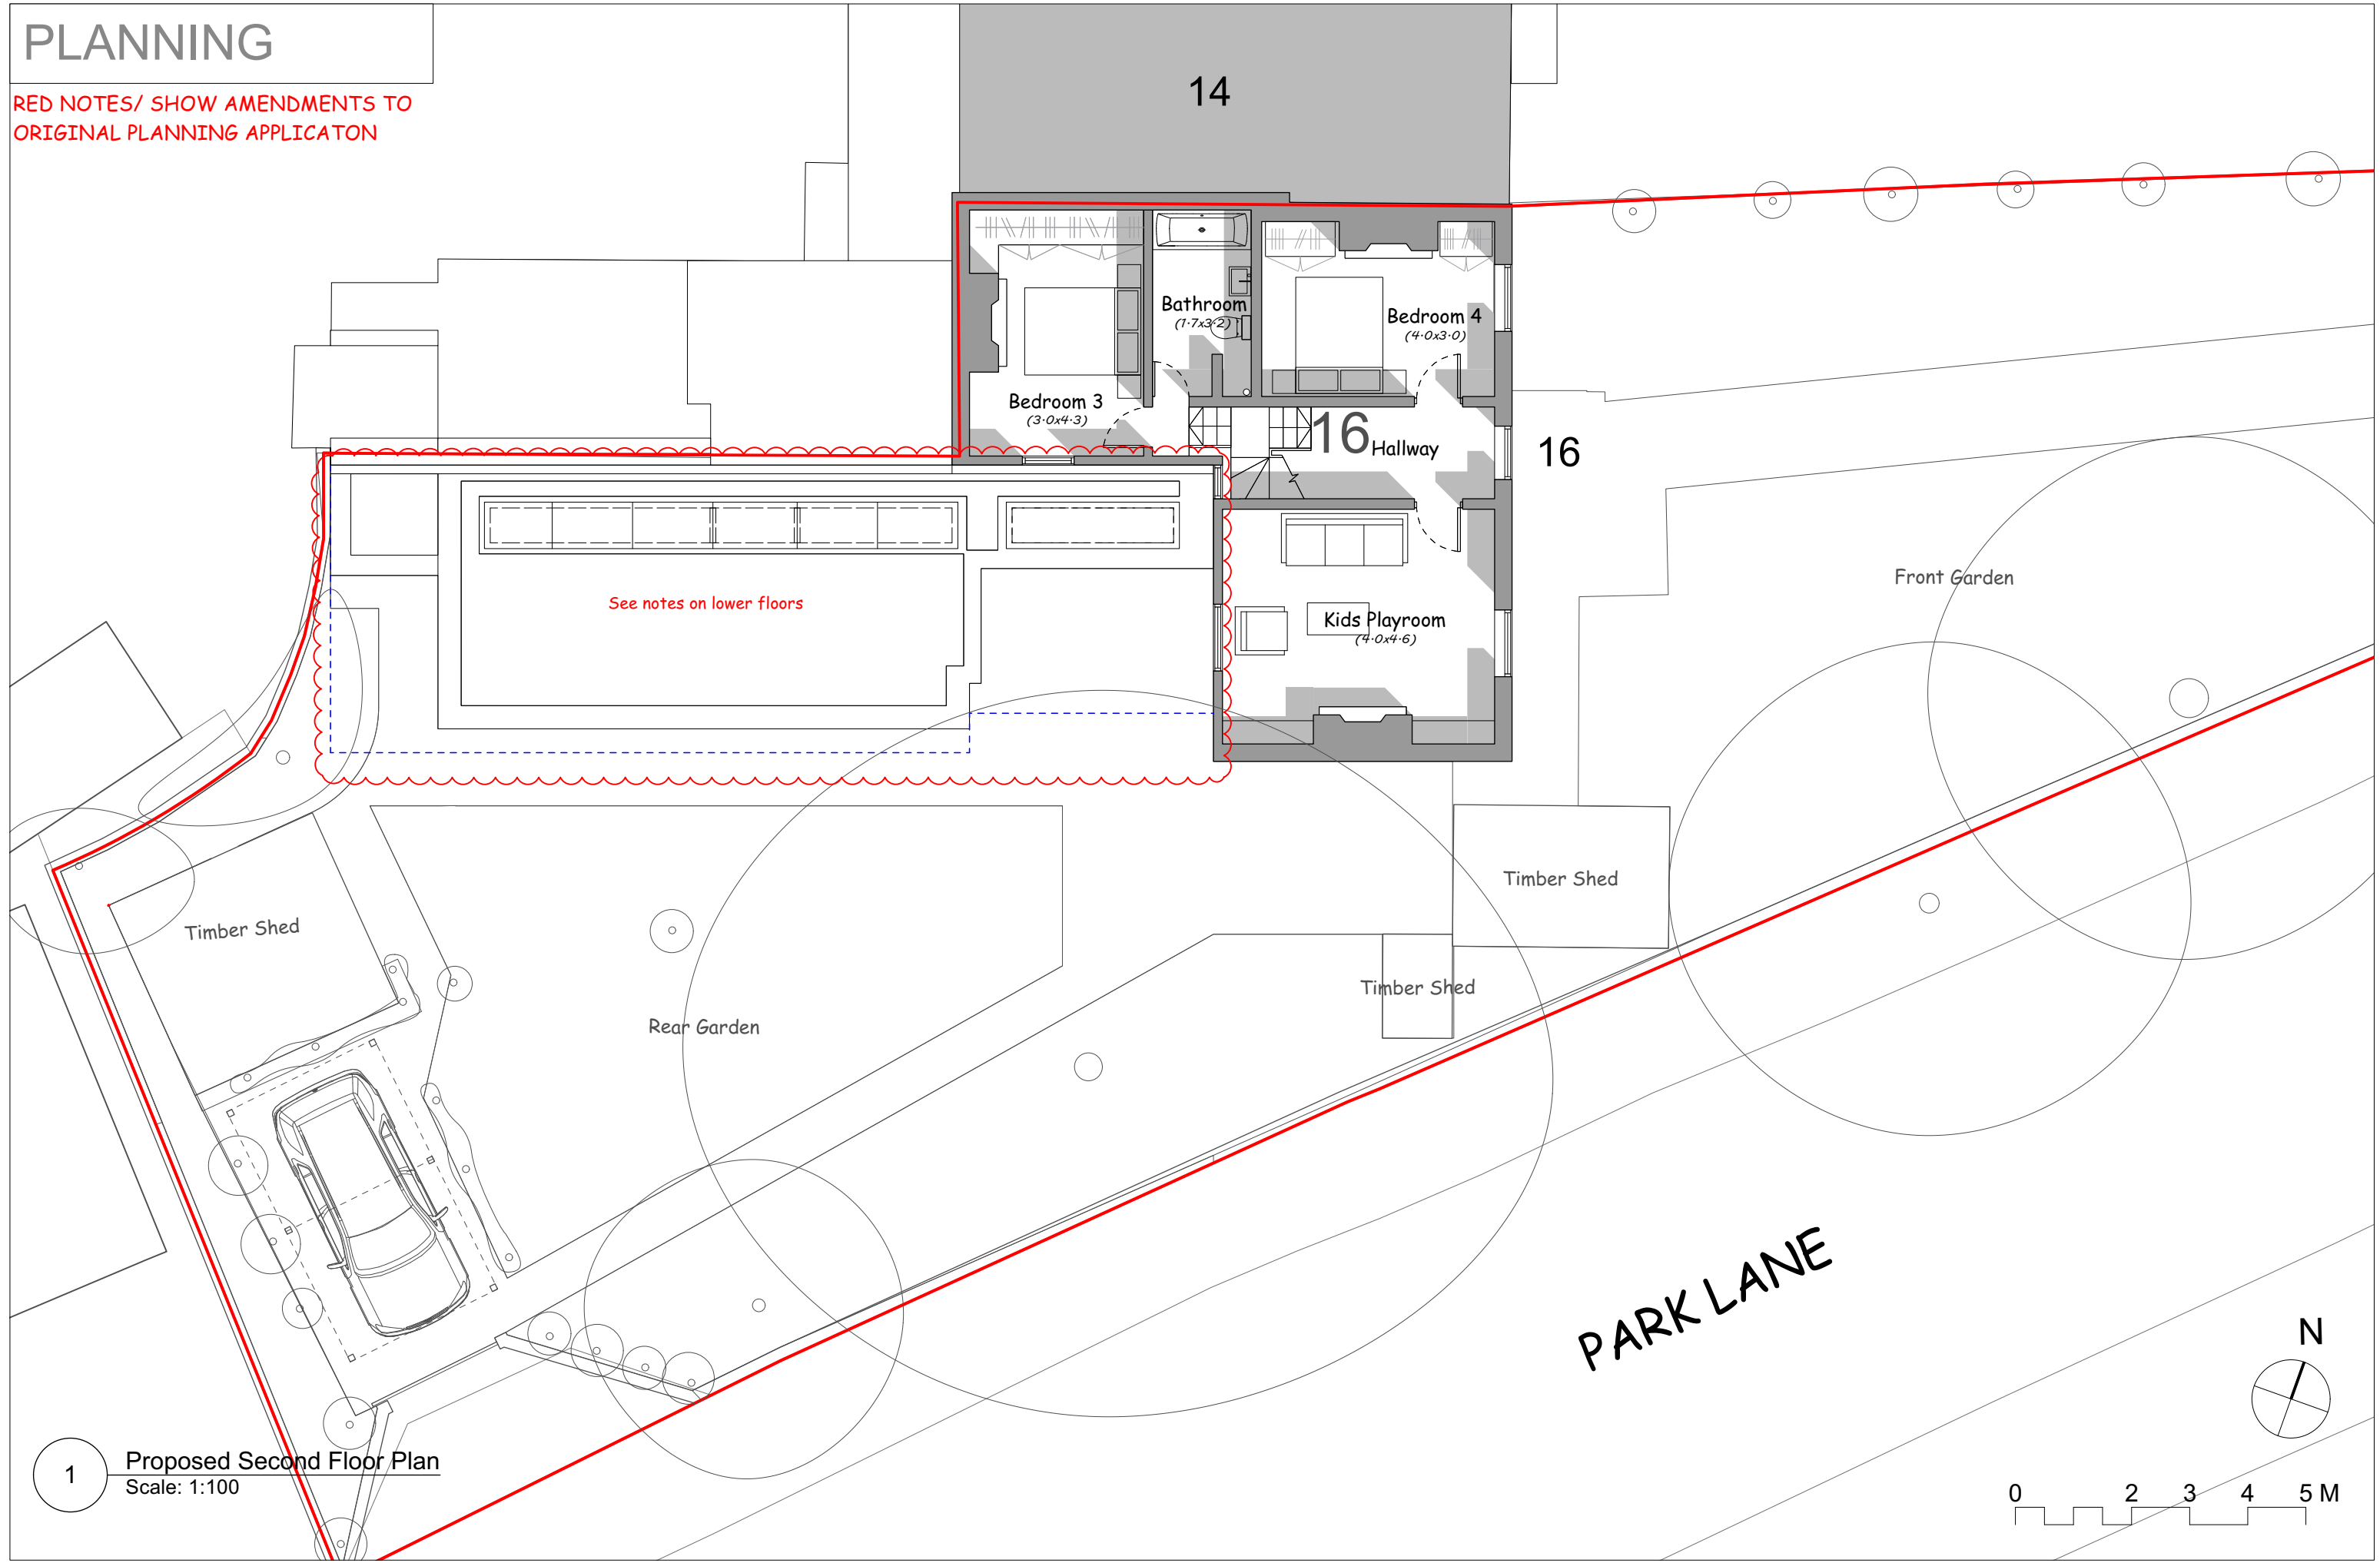 PLANNING
RED NOTES/ SHOW AMENDMENTS TO
ORIGINAL PLANNING APPLICATON
14
Bathroom
(1·7x3·2)
Bedroom 4
(4·0x3·0)
Bedroom 3
(3·0x4·3)
16
Hallway
16
See notes on lower floors
Kids Playroom
(4·0x4·6)
Front Garden
Timber Shed
Timber Shed
Timber Shed
Rear Garden
PARK LANE
N
1
Proposed Second Floor Plan
Scale: 1:100
0 2 3 4 5 M